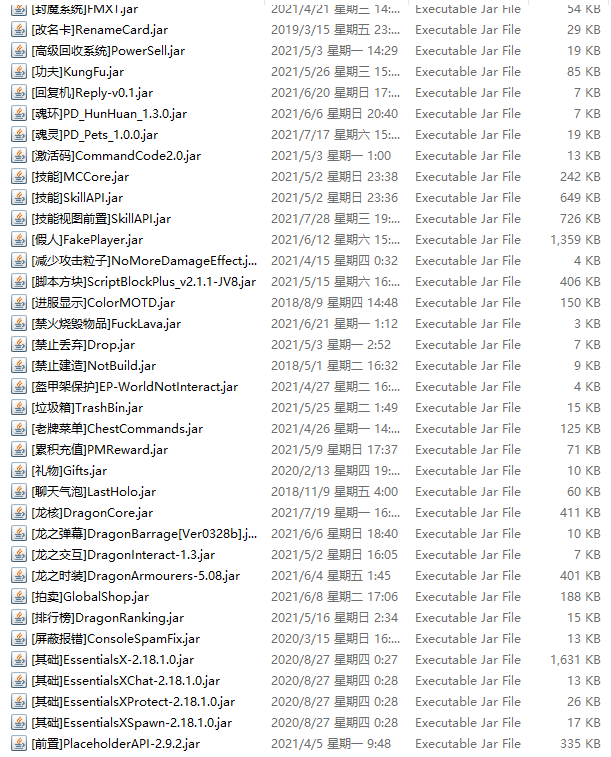 [封魔系统]FMXT.jar 2021/4/21 星期三 14:... Executable Jar File 54 KB
[改名卡]RenameCard.jar 2019/3/15 星期五 23:... Executable Jar File 29 KB
[高级回收系统]PowerSell.jar 2021/5/3 星期一 14:29 Executable Jar File 19 KB
[功夫]KungFu.jar 2021/5/26 星期三 15:... Executable Jar File 85 KB
[回复机]Reply-v0.1.jar 2021/6/20 星期日 17:... Executable Jar File 7 KB
[魂环]PD_HunHuan_1.3.0.jar 2021/6/6 星期日 20:40 Executable Jar File 7 KB
[魂灵]PD_Pets_1.0.0.jar 2021/7/17 星期六 15:... Executable Jar File 19 KB
[激活码]CommandCode2.0.jar 2021/5/3 星期一 1:00 Executable Jar File 13 KB
[技能]MCCore.jar 2021/5/2 星期日 23:38 Executable Jar File 242 KB
[技能]SkillAPI.jar 2021/5/2 星期日 23:36 Executable Jar File 649 KB
[技能视图前置]SkillAPI.jar 2021/7/28 星期三 19:... Executable Jar File 726 KB
[假人]FakePlayer.jar 2021/6/12 星期六 15:... Executable Jar File 1,359 KB
[减少攻击粒子]NoMoreDamageEffect.j... 2021/4/15 星期四 0:32 Executable Jar File 4 KB
[脚本方块]ScriptBlockPlus_v2.1.1-JV8.jar 2021/5/15 星期六 16:... Executable Jar File 406 KB
[进服显示]ColorMOTD.jar 2018/8/9 星期四 14:48 Executable Jar File 150 KB
[禁火烧毁物品]FuckLava.jar 2021/6/21 星期一 1:12 Executable Jar File 3 KB
[禁止丢弃]Drop.jar 2021/5/3 星期一 2:52 Executable Jar File 7 KB
[禁止建造]NotBuild.jar 2018/5/1 星期二 16:32 Executable Jar File 9 KB
[盔甲架保护]EP-WorldNotInteract.jar 2021/4/27 星期二 16:... Executable Jar File 4 KB
[垃圾箱]TrashBin.jar 2021/5/25 星期二 1:49 Executable Jar File 15 KB
[老牌菜单]ChestCommands.jar 2021/4/26 星期一 14:... Executable Jar File 125 KB
[累积充值]PMReward.jar 2021/5/9 星期日 17:37 Executable Jar File 71 KB
[礼物]Gifts.jar 2020/2/13 星期四 19:... Executable Jar File 10 KB
[聊天气泡]LastHolo.jar 2018/11/9 星期五 4:00 Executable Jar File 60 KB
[龙核]DragonCore.jar 2021/7/19 星期一 16:... Executable Jar File 411 KB
[龙之弹幕]DragonBarrage[Ver0328b].j... 2021/6/6 星期日 18:40 Executable Jar File 10 KB
[龙之交互]DragonInteract-1.3.jar 2021/5/2 星期日 16:05 Executable Jar File 7 KB
[龙之时装]DragonArmourers-5.08.jar 2021/6/4 星期五 1:45 Executable Jar File 401 KB
[拍卖]GlobalShop.jar 2021/6/8 星期二 17:06 Executable Jar File 188 KB
[排行榜]DragonRanking.jar 2021/5/16 星期日 2:34 Executable Jar File 15 KB
[屏蔽报错]ConsoleSpamFix.jar 2020/3/15 星期日 16:... Executable Jar File 13 KB
[其础]EssentialsX-2.18.1.0.jar 2020/8/27 星期四 0:27 Executable Jar File 1,631 KB
[其础]EssentialsXChat-2.18.1.0.jar 2020/8/27 星期四 0:28 Executable Jar File 13 KB
[其础]EssentialsXProtect-2.18.1.0.jar 2020/8/27 星期四 0:28 Executable Jar File 26 KB
[其础]EssentialsXSpawn-2.18.1.0.jar 2020/8/27 星期四 0:28 Executable Jar File 17 KB
[前置]PlaceholderAPI-2.9.2.jar 2021/4/5 星期一 9:48 Executable Jar File 335 KB